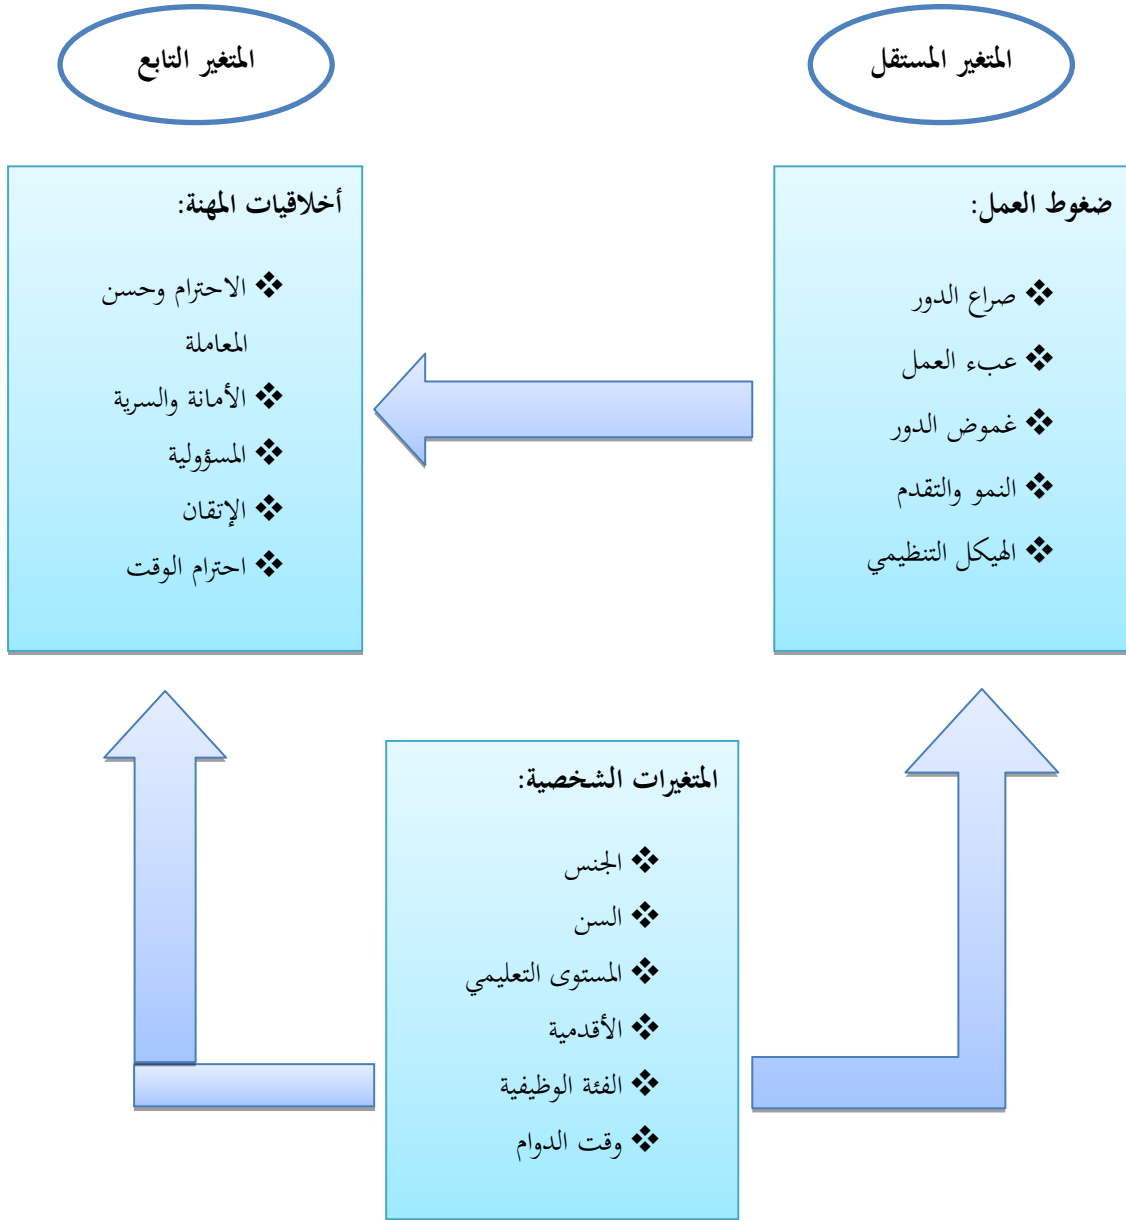 المتغير المستقل
المتغير التابع
ضغوط العمل:
❖ صراع الدور
❖ عبء العمل
❖ غموض الدور
❖ النمو والتقدم
❖ الهيكل التنظيمي
أخلاقيات المهنة:
❖ الاحترام وحسن
المعاملة
❖ الأمانة والسرية
❖ المسؤولية
❖ الإتقان
❖ احترام الوقت
المتغيرات الشخصية:
❖ الجنس
❖ السن
❖ المستوى التعليمي
❖ الأقدمية
❖ الفئة الوظيفية
❖ وقت الدوام